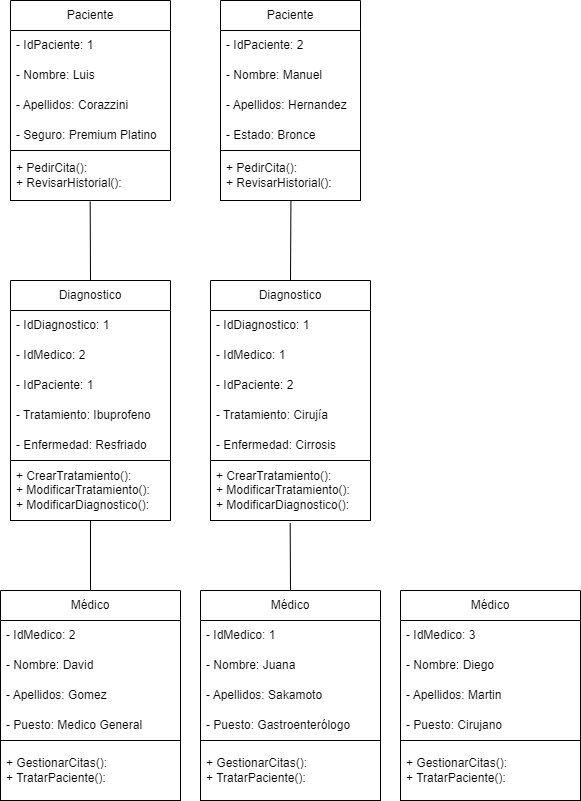 Paciente
- IdPaciente: 1
- Nombre: Luis
- Apellidos: Corazzini
- Seguro: Premium Platino
+ PedirCita():
+ RevisarHistorial():
Paciente
- IdPaciente: 2
- Nombre: Manuel
- Apellidos: Hernandez
- Estado: Bronce
+ PedirCita():
+ RevisarHistorial():
Diagnostico
- IdDiagnostico: 1
- IdMedico: 2
- IdPaciente: 1
- Tratamiento: Ibuprofeno
- Enfermedad: Resfriado
+ CrearTratamiento():
+ ModificarTratamiento():
+ ModificarDiagnostico():
Diagnostico
- IdDiagnostico: 1
- IdMedico: 1
- IdPaciente: 2
- Tratamiento: Cirujía
- Enfermedad: Cirrosis
+ CrearTratamiento():
+ ModificarTratamiento():
+ ModificarDiagnostico():
Médico
- IdMedico: 2
- Nombre: David
- Apellidos: Gomez
- Puesto: Medico General
+ GestionarCitas():
+ TratarPaciente():
Médico
- IdMedico: 1
- Nombre: Juana
- Apellidos: Sakamoto
- Puesto: Gastroenterólogo
+ GestionarCitas():
+ TratarPaciente():
Médico
- IdMedico: 3
- Nombre: Diego
- Apellidos: Martin
- Puesto: Cirujano
+ GestionarCitas():
+ TratarPaciente():